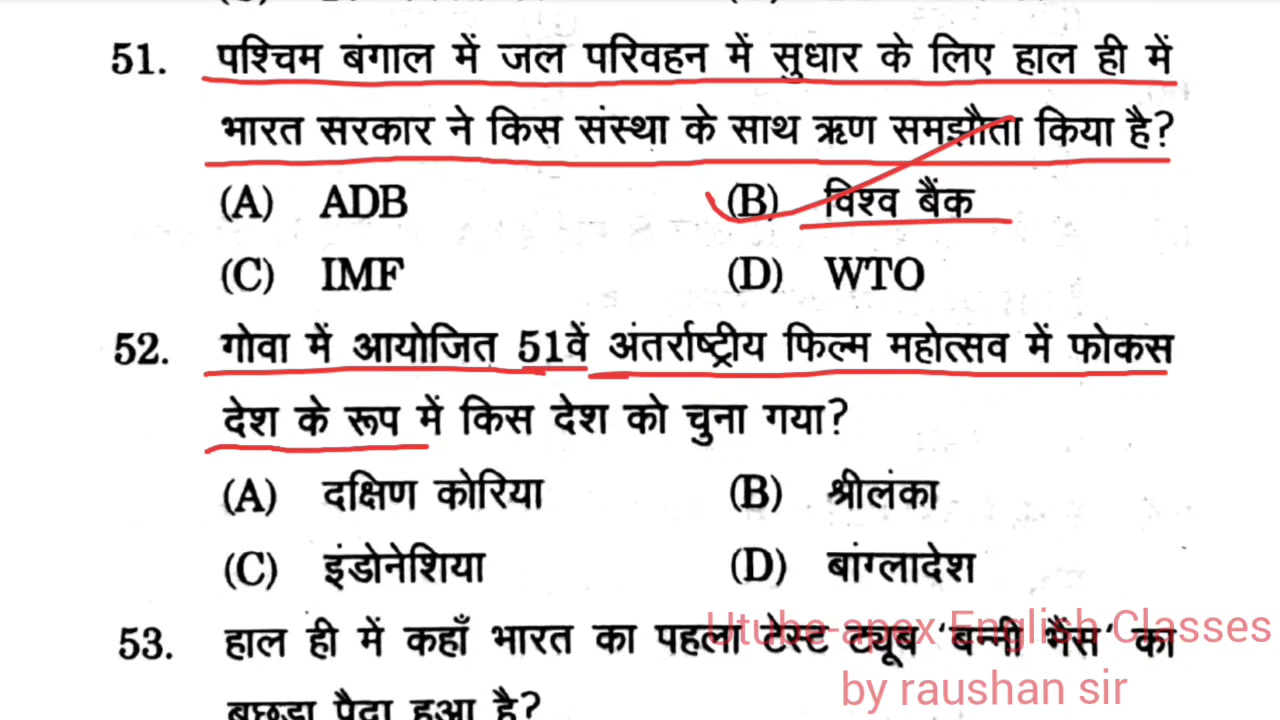 51. पश्चिम बंगाल में जल परिवहन में सुधार के लिए हाल ही में
भारत सरकार ने किस संस्था के साथ ऋण समझौता किया है?
(A) ADB (B) विश्व बैंक
(C) IMF (D) WTO
52. गोवा में आयोजित 51वें अंतर्राष्ट्रीय फिल्म महोत्सव में फोकस
देश के रूप में किस देश को चुना गया?
(A) दक्षिण कोरिया (B) श्रीलंका
(C) इंडोनेशिया (D) बांग्लादेश
Utube-apex English Classes
53. हाल ही में कहाँ भारत का पहला टेस्ट ट्यूब 'बन्नी भैंस' का
by raushan sir
बछड़ा पैदा हुआ है?